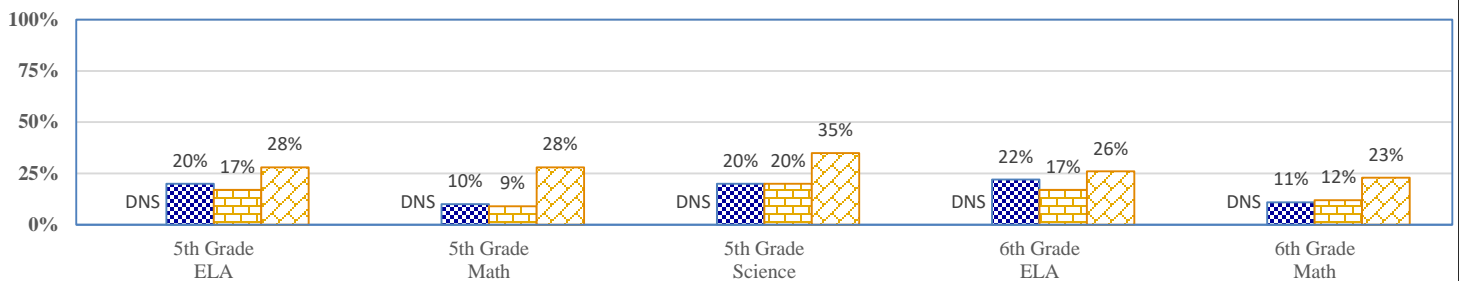 100%
75%
50%
25%
0%
DNS 20% 17% 28%
DNS 10% 9% 28%
DNS 20% 20% 35%
DNS 22% 17% 26%
DNS 11% 12% 23%
5th Grade
ELA
5th Grade
Math
5th Grade
Science
6th Grade
ELA
6th Grade
Math